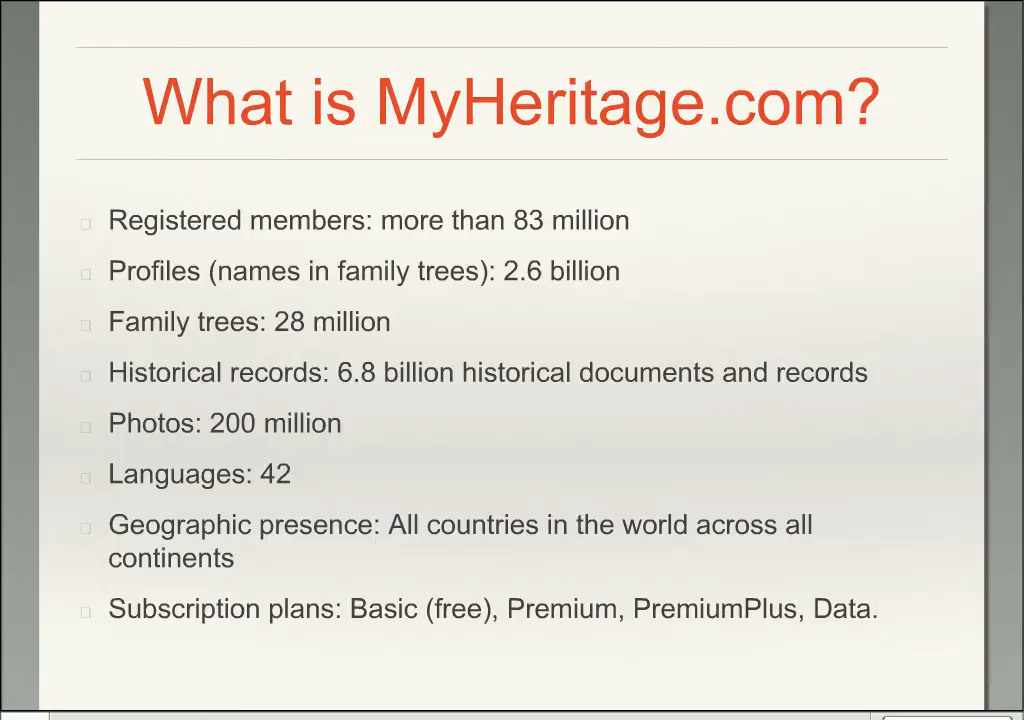 What is MyHeritage.com?
Registered members: more than 83 million
Profiles (names in family trees): 2.6 billion
Family trees: 28 million
Historical records: 6.8 billion historical documents and records
Photos: 200 million
Languages: 42
Geographic presence: All countries in the world across all
continents
Subscription plans: Basic (free), Premium, PremiumPlus, Data.